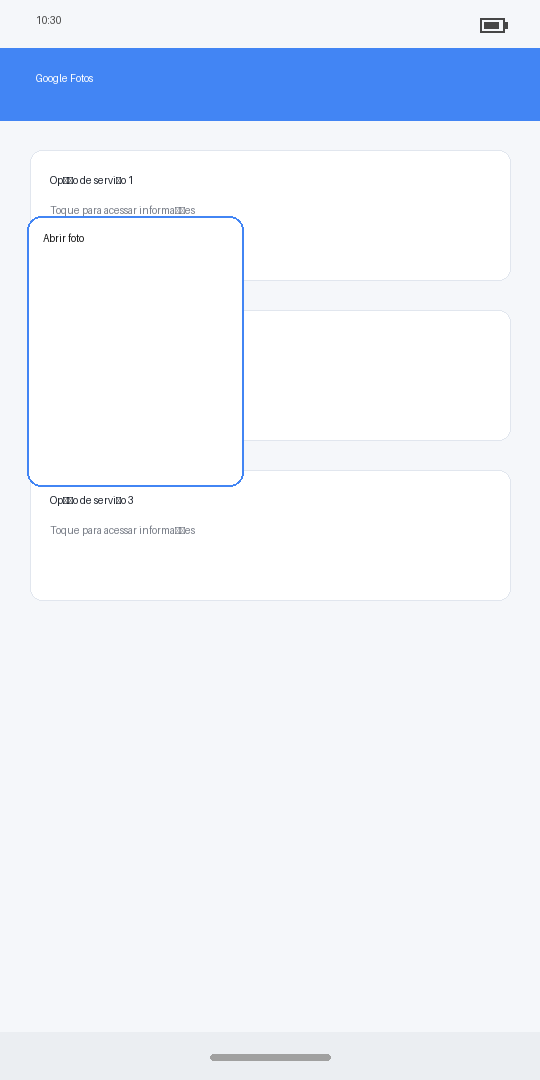 10:30
Google Fotos
de 1
Toque para acessar
Abrir foto
de 3
Toque para acessar